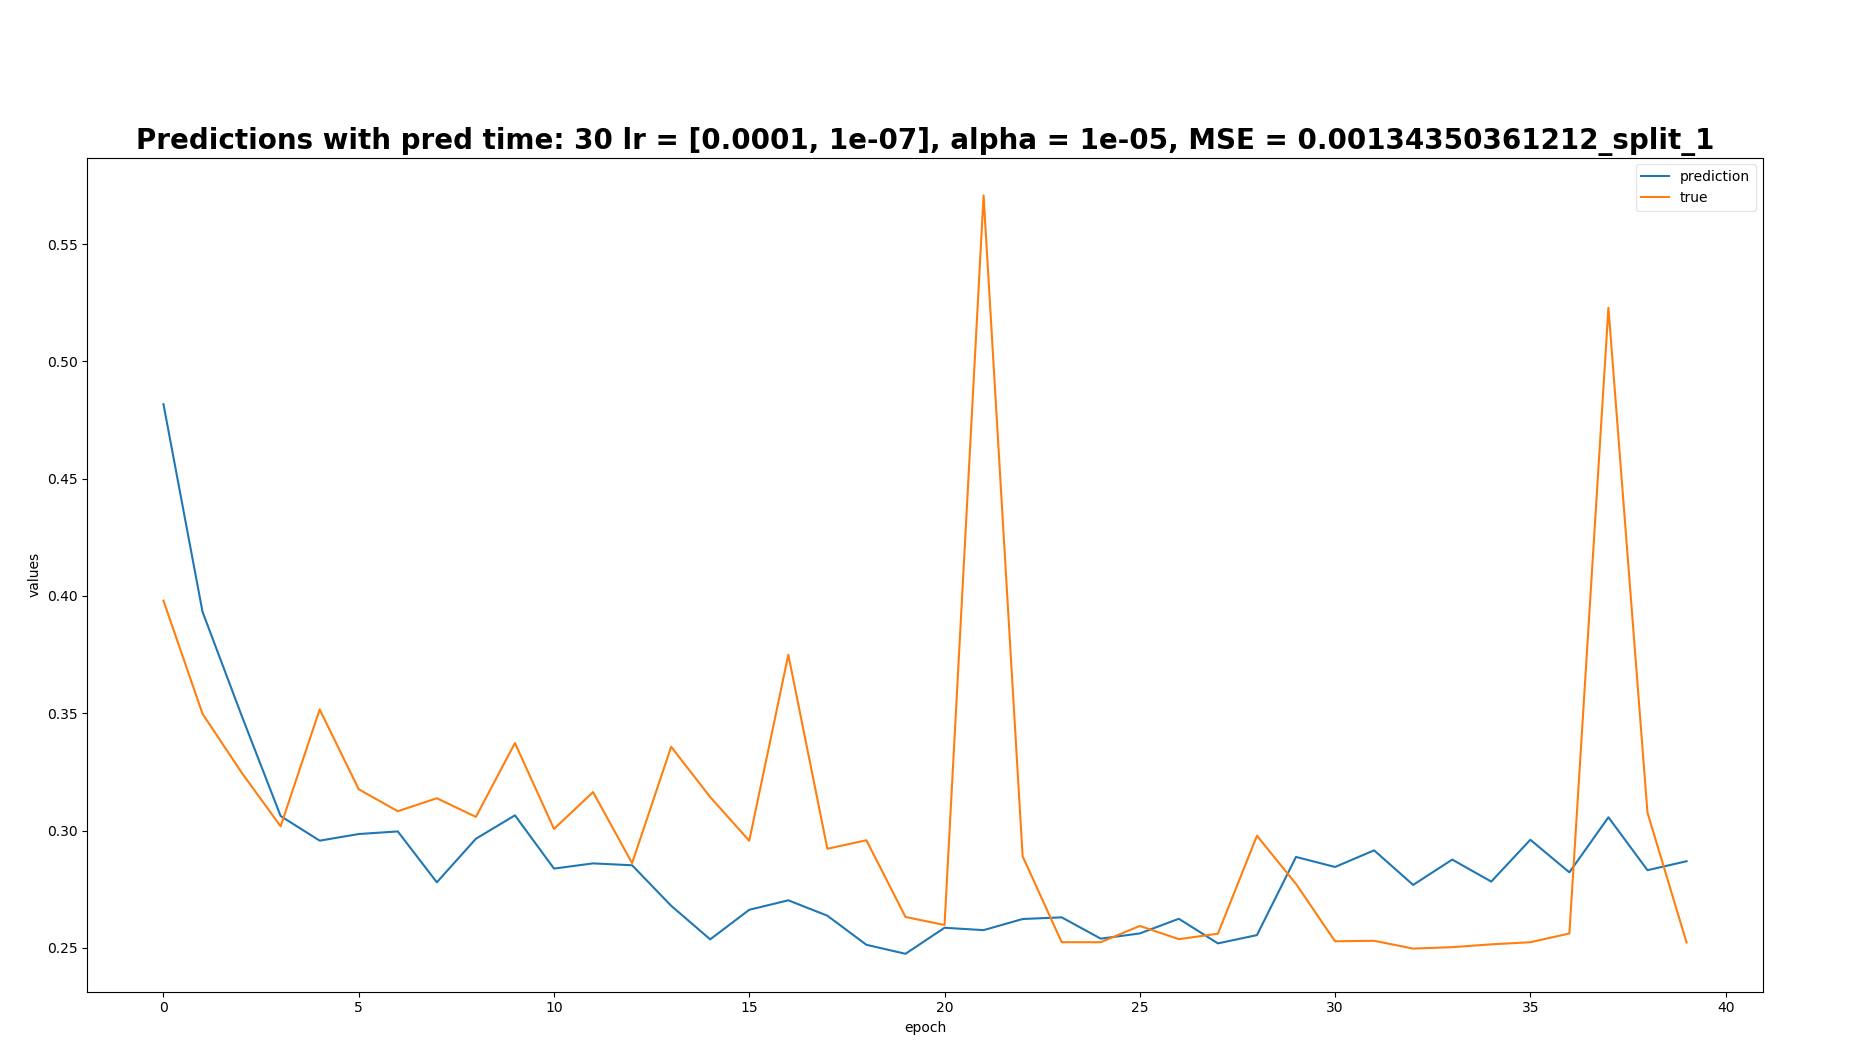 Predictions with pred time: 30 lr = [0.0001, 1e-07], alpha = 1e-05, MSE = 0.00134350361212_split_1
prediction
true
values
0.55
0.50
0.45
0.40
0.35
0.30
0.25
0 5 10 15 20 25 30 35 40
epoch